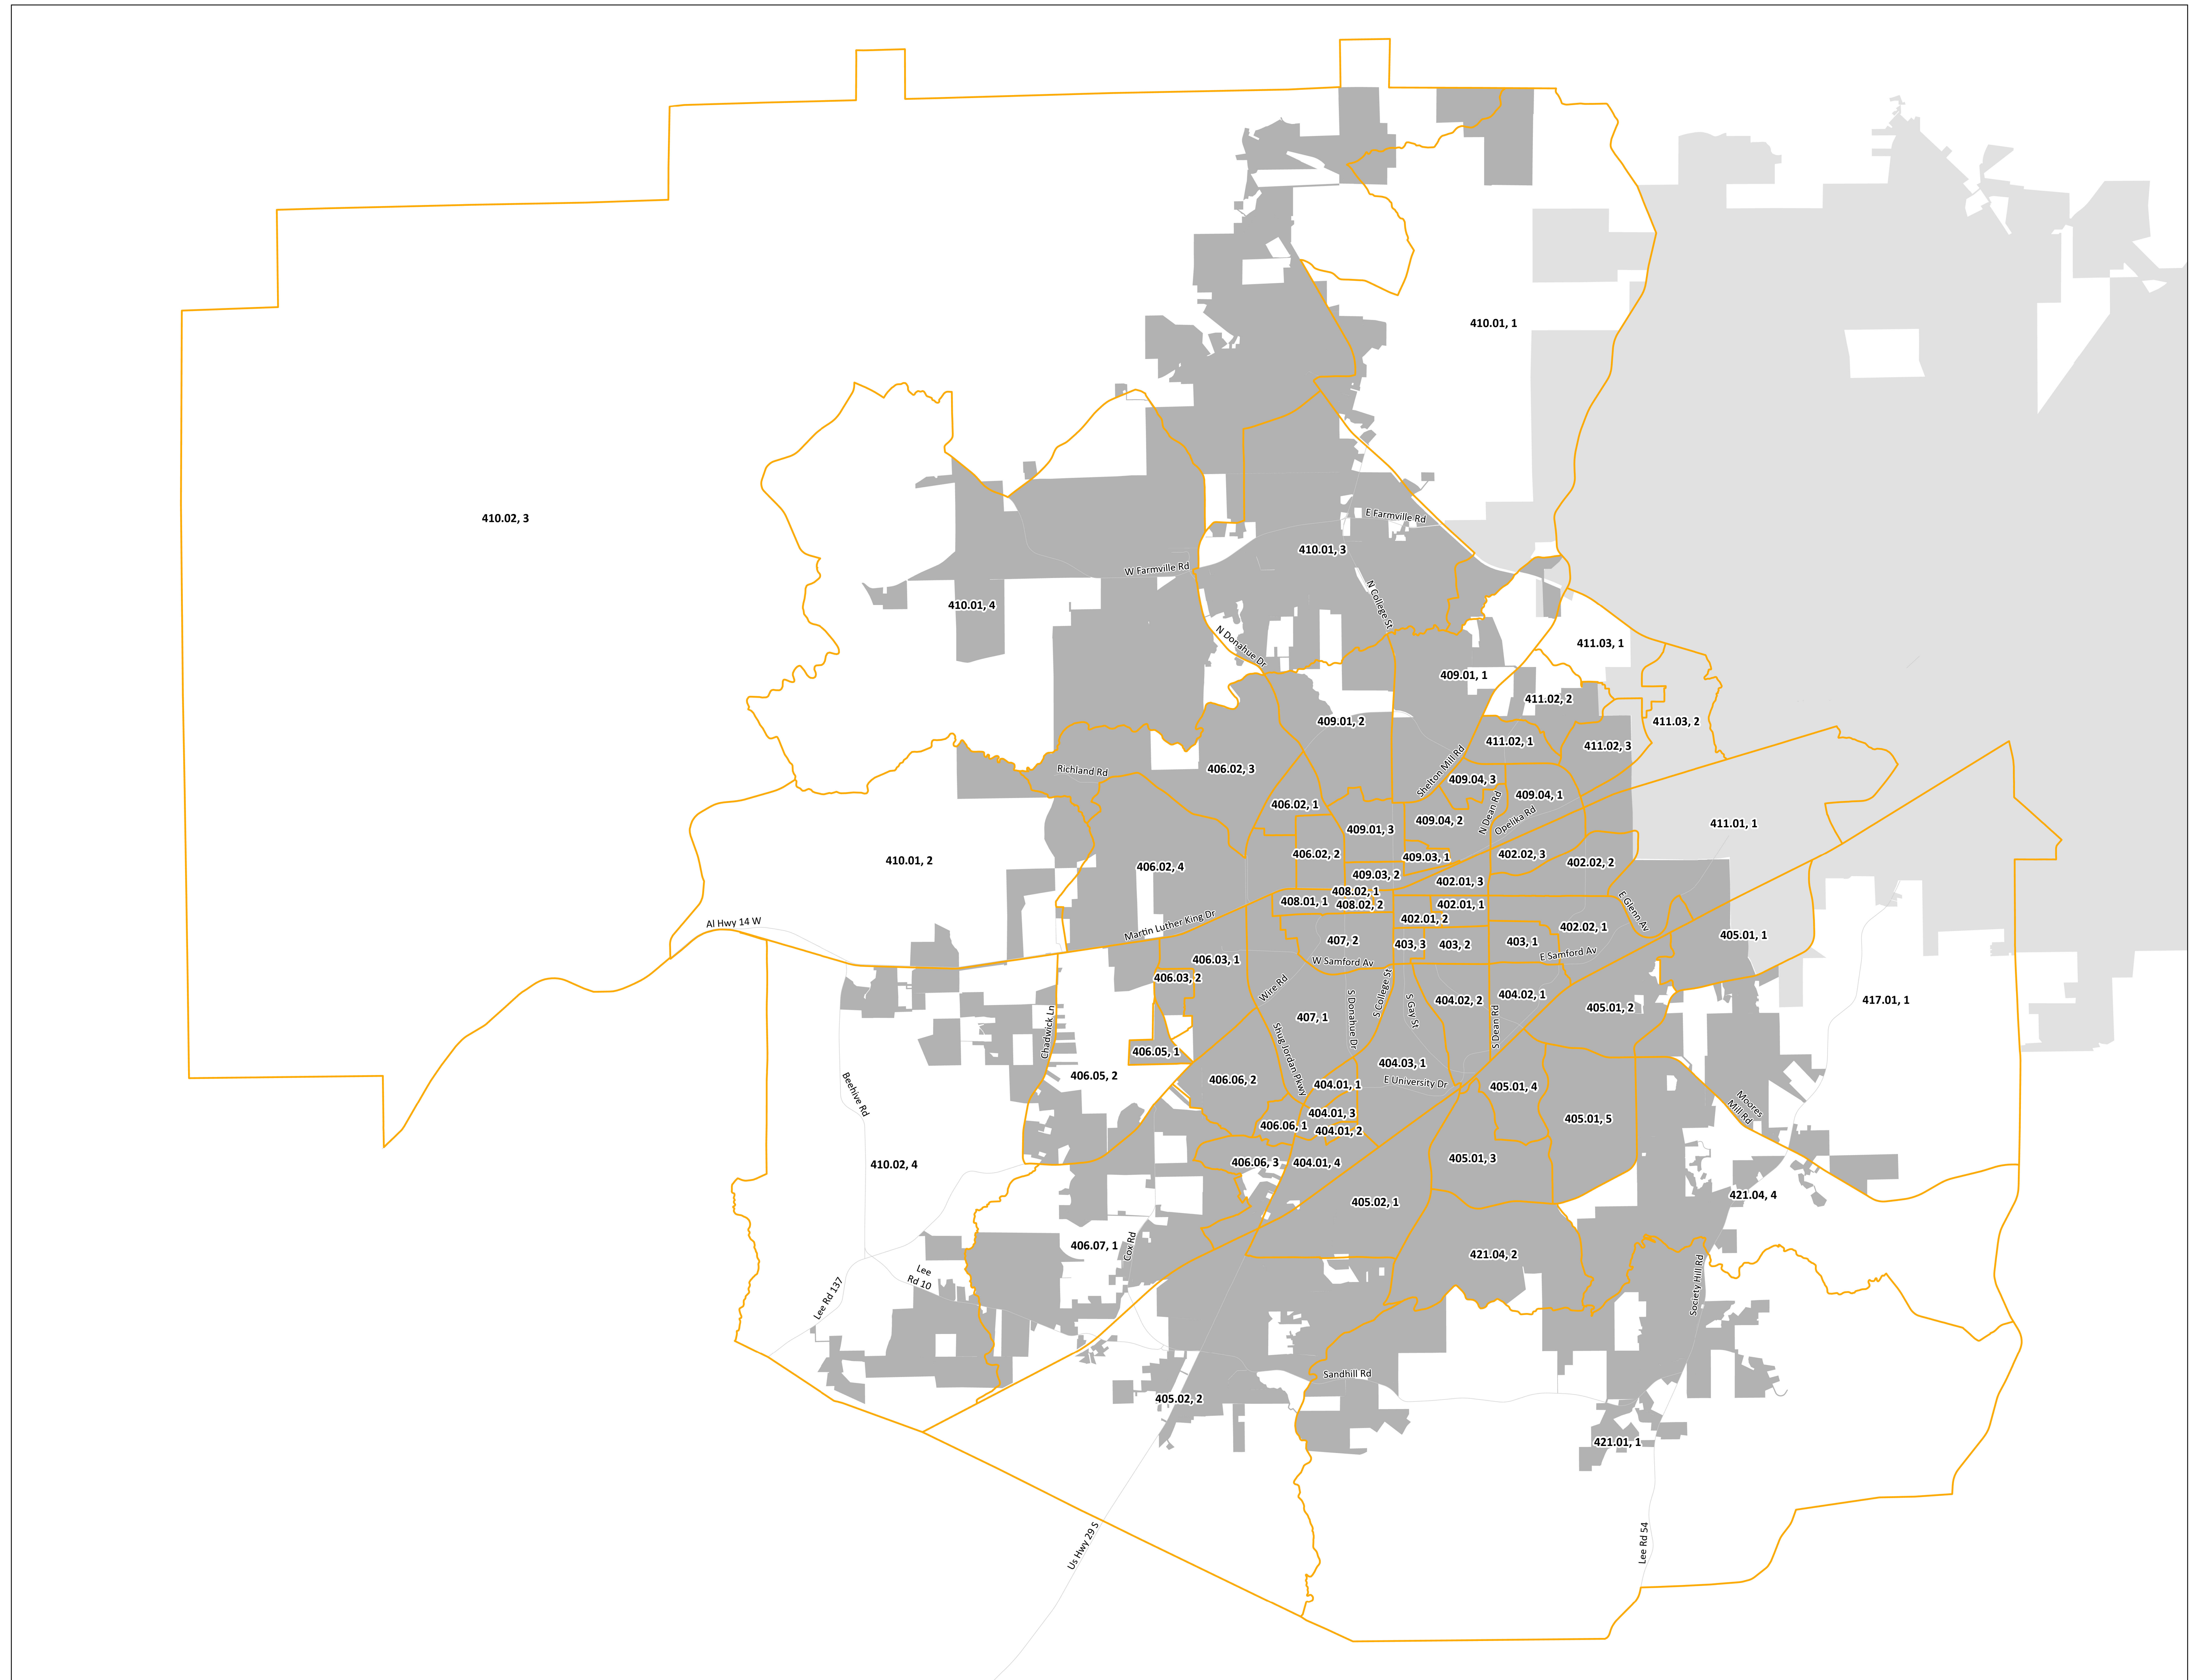 410.01, 1
410.02, 3
E Farmville Rd
410.01, 3
W Farmville Rd
410.01, 4
N College St
N Donahue Dr
411.03, 1
409.01, 1
411.02, 2
409.01, 2
411.03, 2
411.02, 1
411.02, 3
Richland Rd
406.02, 3
Shelton Mill Rd
409.04, 3
409.04, 1
406.02, 1
N Dean Rd
Opelika Rd
409.04, 2
411.01, 1
409.01, 3
406.02, 2
409.03, 1
402.02, 3
402.02, 2
410.01, 2
406.02, 4
409.03, 2
402.01, 3
408.02, 1
408.01, 1
408.02, 2
402.01, 1
E Glenn Av
Al Hwy 14 W
Martin Luther King Dr
402.01, 2
402.02, 1
407, 2
403, 3
403, 2
403, 1
405.01, 1
E Samford Av
406.03, 1
W Samford Av
406.03, 2
Wire Rd
S College St
404.02, 2
404.02, 1
417.01, 1
405.01, 2
407, 1
S Donahue Dr
S Gay St
S Dean Rd
Chadwick Ln
406.05, 1
Shug Jordan Pkwy
404.03, 1
406.05, 2
406.06, 2
404.01, 1
E University Dr
405.01, 4
Beehive Rd
Moores
Mill Rd
404.01, 3
405.01, 5
406.06, 1
404.01, 2
410.02, 4
406.06, 3
404.01, 4
405.01, 3
421.04, 4
405.02, 1
406.07, 1
Cox Rd
421.04, 2
Lee
Rd 10
Lee Rd 137
Society Hill Rd
Sandhill Rd
405.02, 2
421.01, 1
Us Hwy 29 S
Lee Rd 54